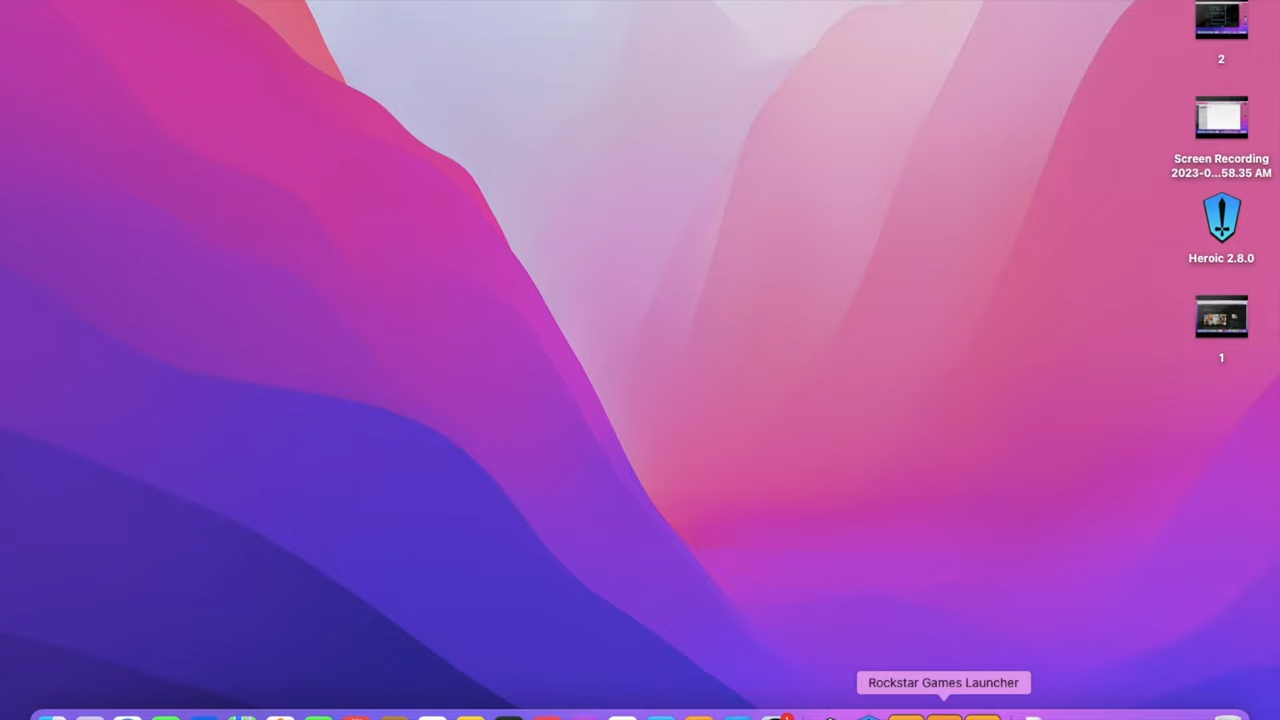 2
Screen Recording
2023-0...58.35 AM
Heroic 2.8.0
1
Rockstar Games Launcher